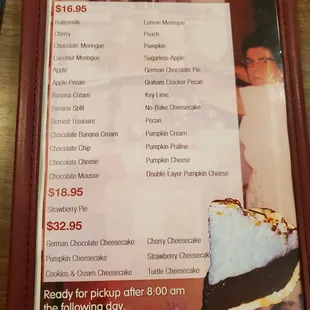 $16.95
Buttermilk Lemon Meringue
Cherry Peach
Chocolate Meringue Pumpkin
Coconut Meringue Sugarless Apple
Apple German Chocolate Pie
Apple Pecan Graham Cracker Pecan
Banana Cream Key Lime
Banana Split No-Bake Cheesecake
Berried Treasure Pecan
Chocolate Banana Cream Pumpkin Cream
Chocolate Chip Pumpkin Praline
Chocolate Cheese Pumpkin Cheese
Chocolate Mousse Double-Layer Pumpkin Cheese
$18.95
Strawberry Pie
$32.95
German Chocolate Cheesecake Cherry Cheesecake
Pumpkin Cheesecake Strawberry Cheesecake
Cookies & Cream Cheesecake Turtle Cheesecake
Ready for pickup after 8:00 am
the following day.